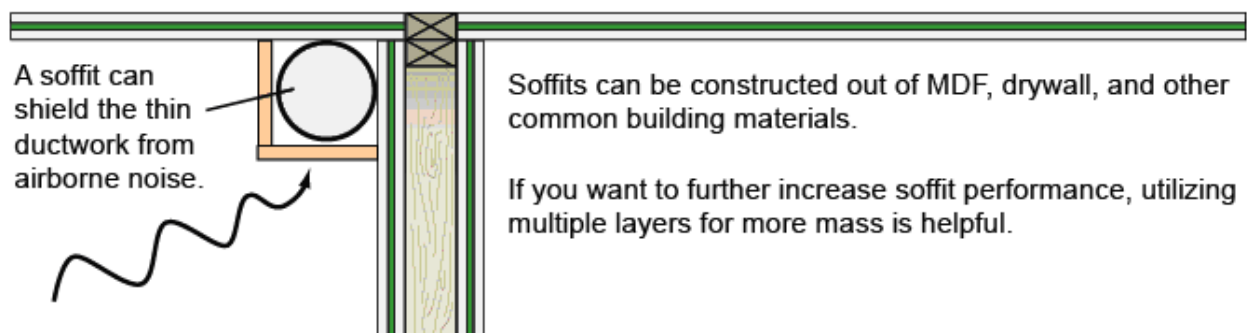 A soffit can
shield the thin
ductwork from
airborne noise.
Soffits can be constructed out of MDF, drywall, and other
common building materials.
If you want to further increase soffit performance, utilizing
multiple layers for more mass is helpful.